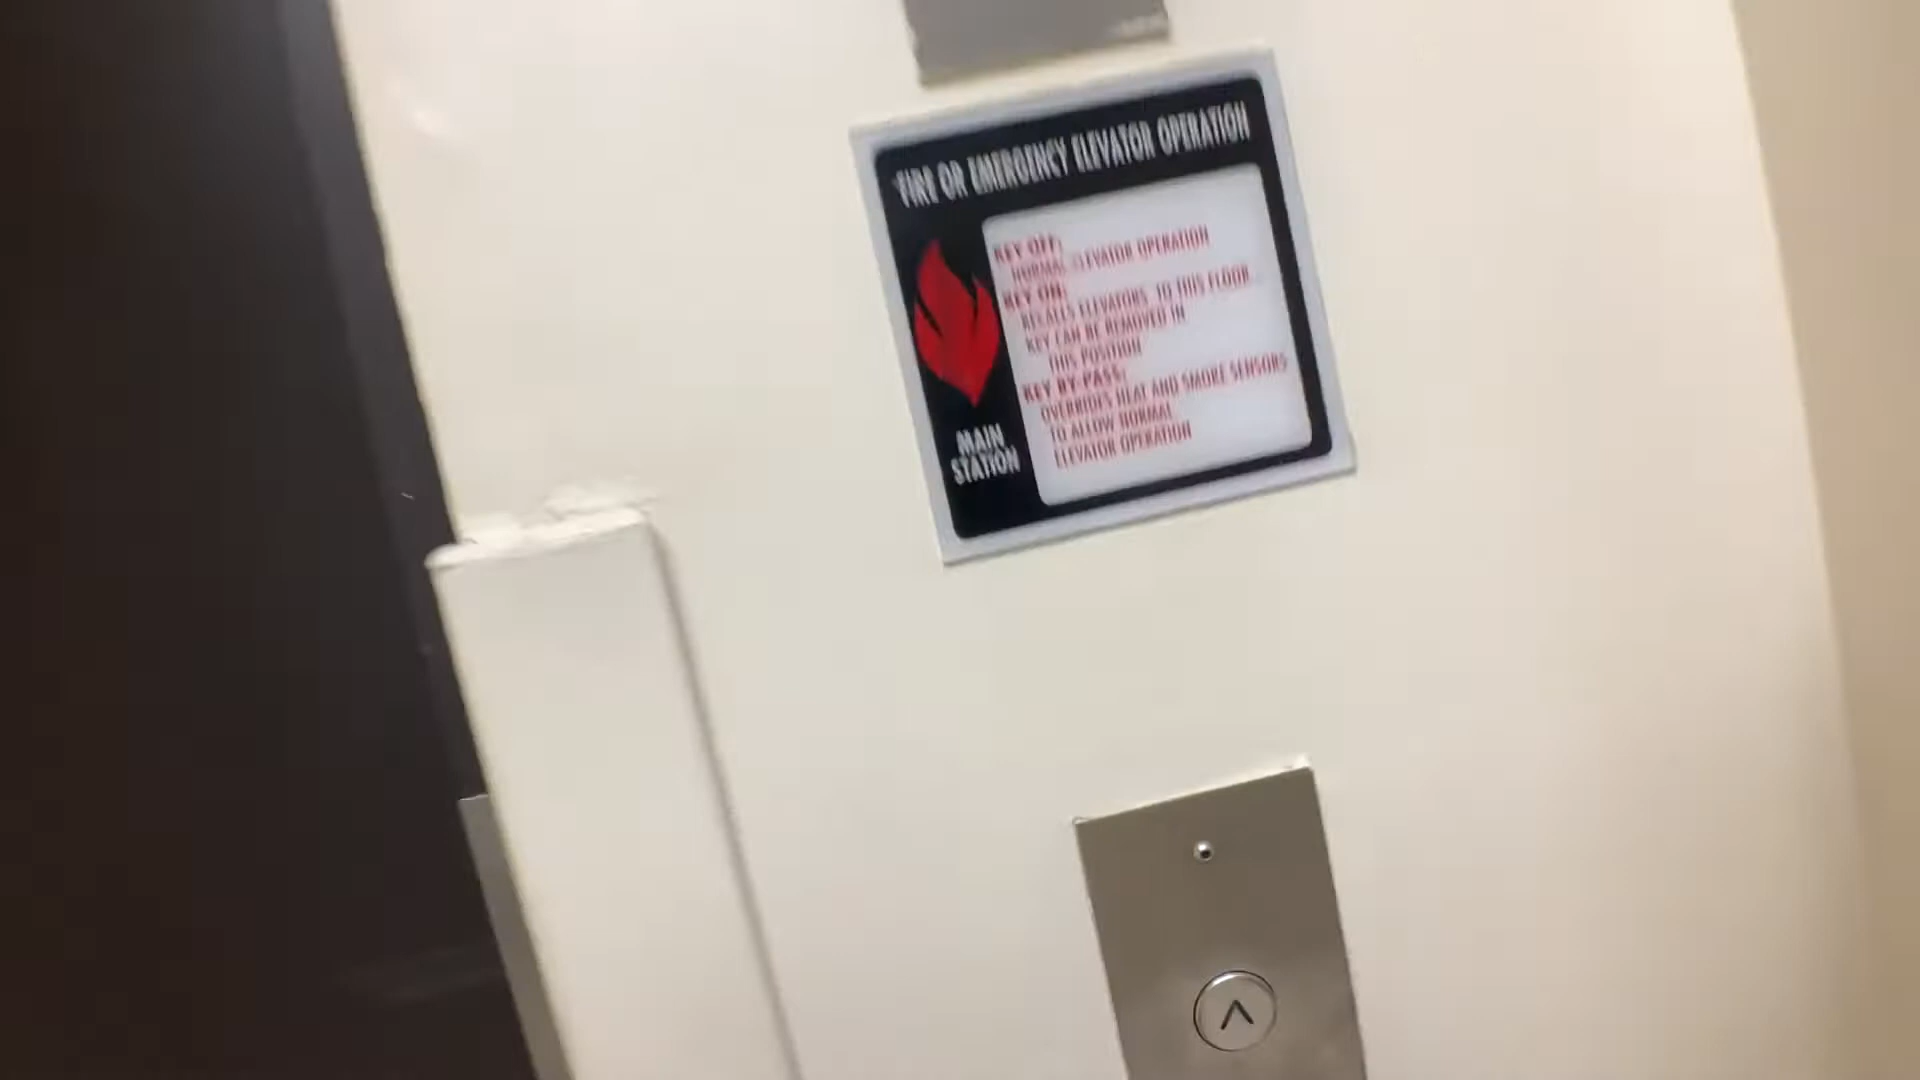 FIRE OR EMERGENCY ELEVATOR OPERATION
KEY OFF:
NORMAL ELEVATOR OPERATION
KEY ON:
RECALLS ELEVATORS TO THIS FLOOR
KEY CAN BE REMOVED IN
THIS POSITION
KEY BY-PASS:
OVERRIDES HEAT AND SMOKE SENSORS
TO ALLOW NORMAL
ELEVATOR OPERATION
MAIN
STATION